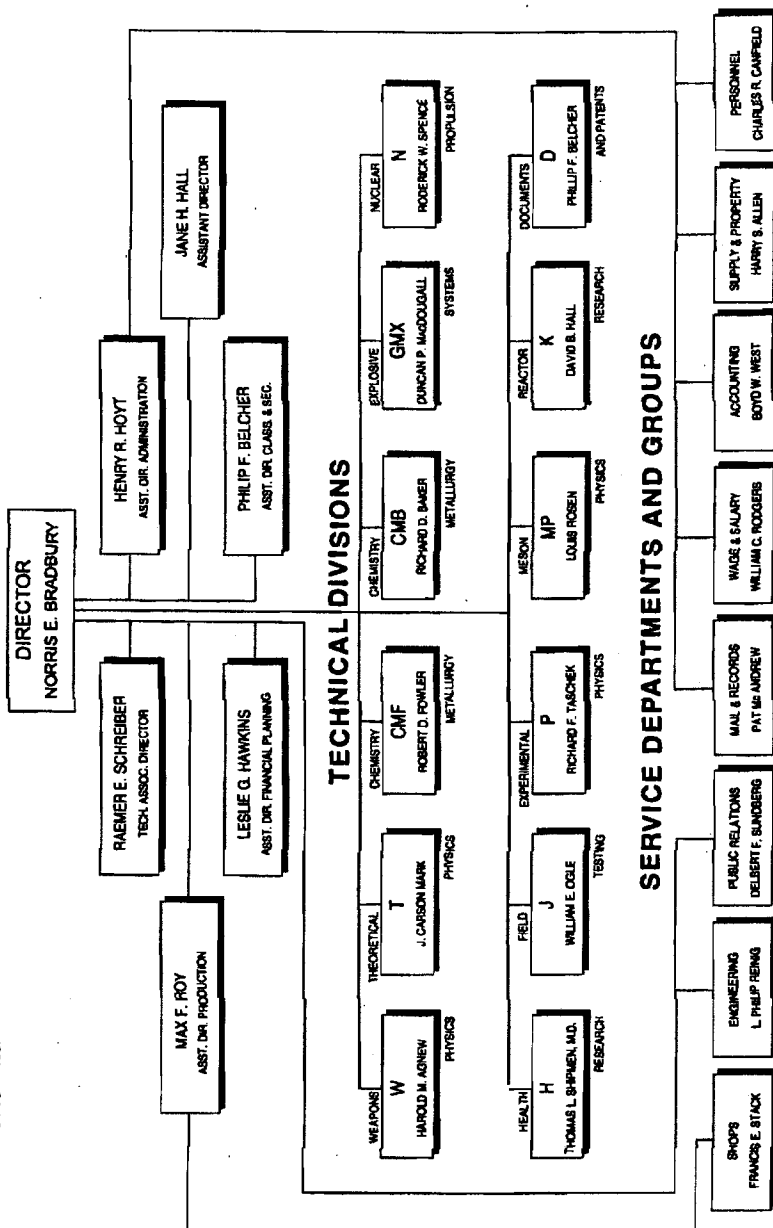 DIRECTOR
NORRIS E. BRADBURY
RAEMER E. SCHREIBER
TECH. ASSOC. DIRECTOR
HENRY R. HOYT
ASST. DIR. ADMINISTRATION
MAX F. ROY
ASST. DIR. PRODUCTION
JANE H. HALL
ASSISTANT DIRECTOR
LESLIE G. HAWKINS
ASST. DIR. FINANCIAL PLANNING
PHILIP F. BELCHER
ASST. DIR. CLASS. & SEC.
TECHNICAL DIVISIONS
WEAPONS
W
HAROLD M. AGNEW
PHYSICS
THEORETICAL
T
J. CARSON MARK
PHYSICS
CHEMISTRY
CMF
ROBERT D. FOWLER
METALLURGY
CHEMISTRY
CMB
RICHARD D. BAKER
METALLURGY
EXPLOSIVE
GMX
DUNCAN P. MacDOUGALL
SYSTEMS
NUCLEAR
N
RODERICK W. SPENCE
PROPULSION
HEALTH
H
THOMAS L. SHIPMEN, M.D.
RESEARCH
FIELD
J
WILLIAM E. OGLE
TESTING
EXPERIMENTAL
P
RICHARD F. TASCHEK
PHYSICS
MESON
MP
LOUIS ROSEN
PHYSICS
REACTOR
K
DAVID B. HALL
RESEARCH
DOCUMENTS
D
PHILLIP F. BELCHER
AND PATENTS
SERVICE DEPARTMENTS AND GROUPS
SHOPS
FRANCIS E. STACK
ENGINEERING
L. PHILIP REINIG
PUBLIC RELATIONS
DELBERT F. SUNDBERG
MAIL & RECORDS
PAT Mc ANDREW
WAGE & SALARY
WILLIAM C. RODGERS
ACCOUNTING
BOYD W. WEST
SUPPLY & PROPERTY
HARRY S. ALLEN
PERSONNEL
CHARLES R. CANFIELD